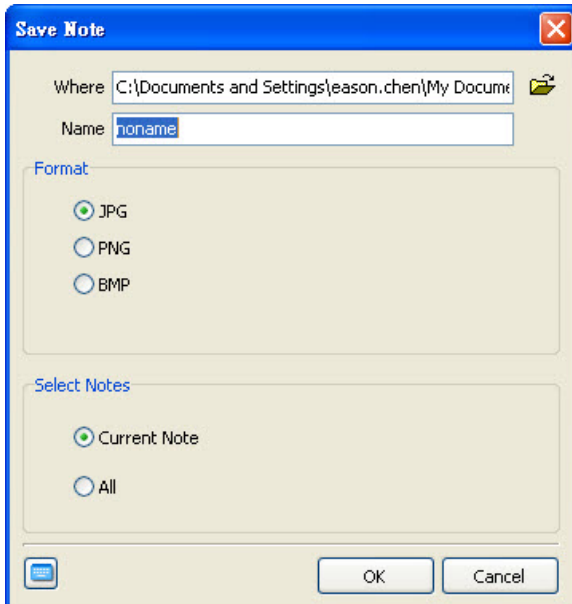 Save Note
Where C:\Documents and Settings\eason.chen\My Docume
Name noname
Format
JPG
PNG
BMP
Select Notes
Current Note
All
OK Cancel